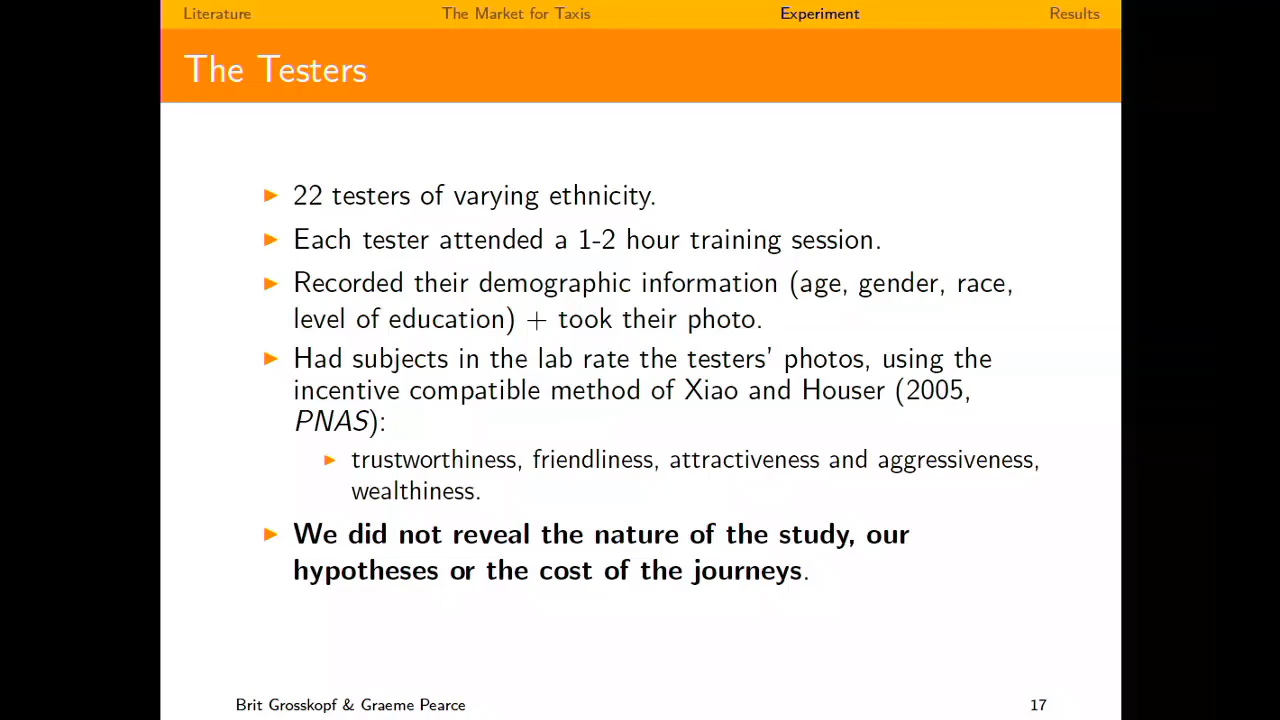 Literature The Market for Taxis Experiment Results
The Testers
22 testers of varying ethnicity.
Each tester attended a 1-2 hour training session.
Recorded their demographic information (age, gender, race,
level of education) + took their photo.
Had subjects in the lab rate the testers' photos, using the
incentive compatible method of Xiao and Houser (2005,
PNAS):
trustworthiness, friendliness, attractiveness and aggressiveness,
wealthiness.
We did not reveal the nature of the study, our
hypotheses or the cost of the journeys.
Brit Grosskopf & Graeme Pearce 17